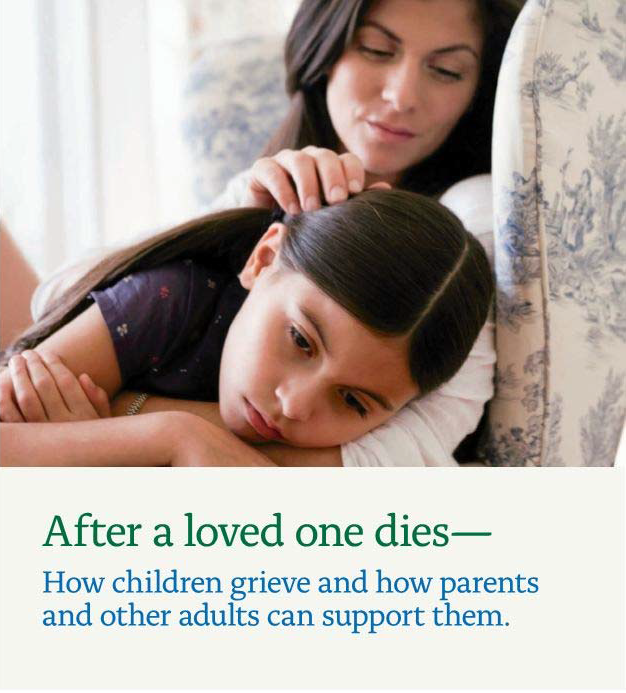 After a loved one dies—
How children grieve and how parents
and other adults can support them.